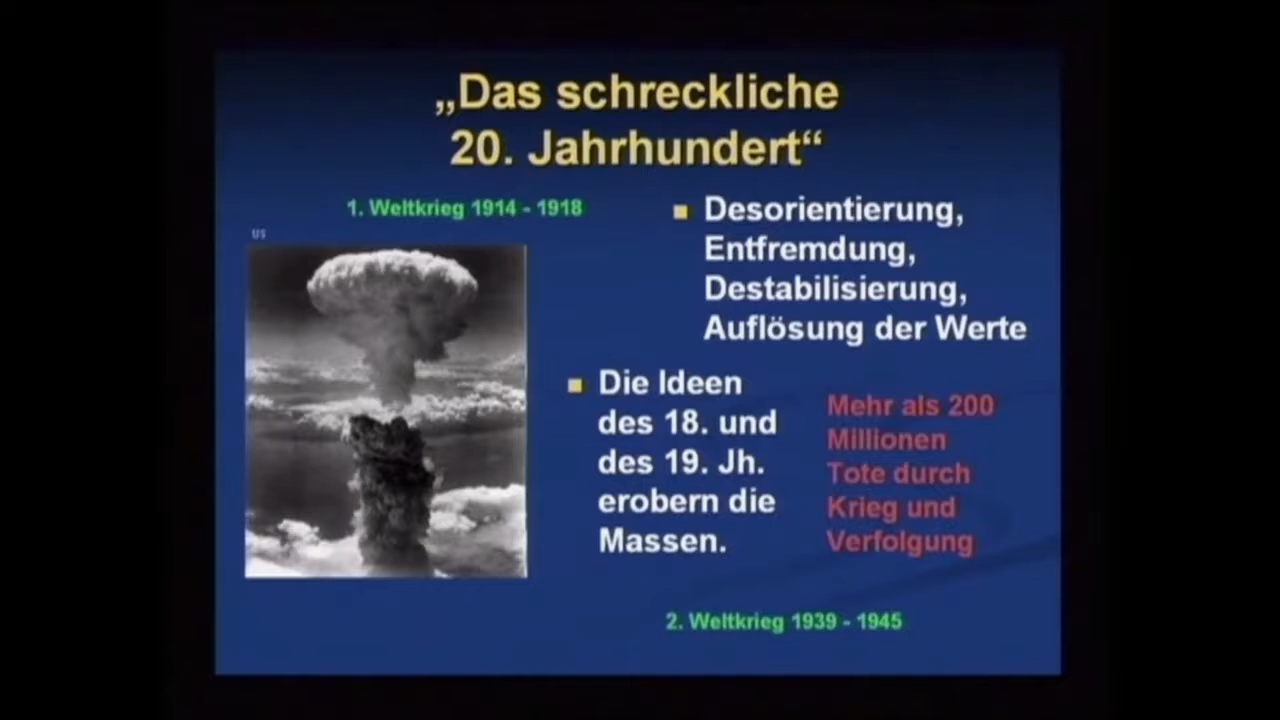 „Das schreckliche
20. Jahrhundert“
1. Weltkrieg 1914 - 1918
US
Desorientierung,
Entfremdung,
Destabilisierung,
Auflösung der Werte
Die Ideen
des 18. und
des 19. Jh.
erobern die
Massen.
Mehr als 200
Millionen
Tote durch
Krieg und
Verfolgung
2. Weltkrieg 1939 - 1945